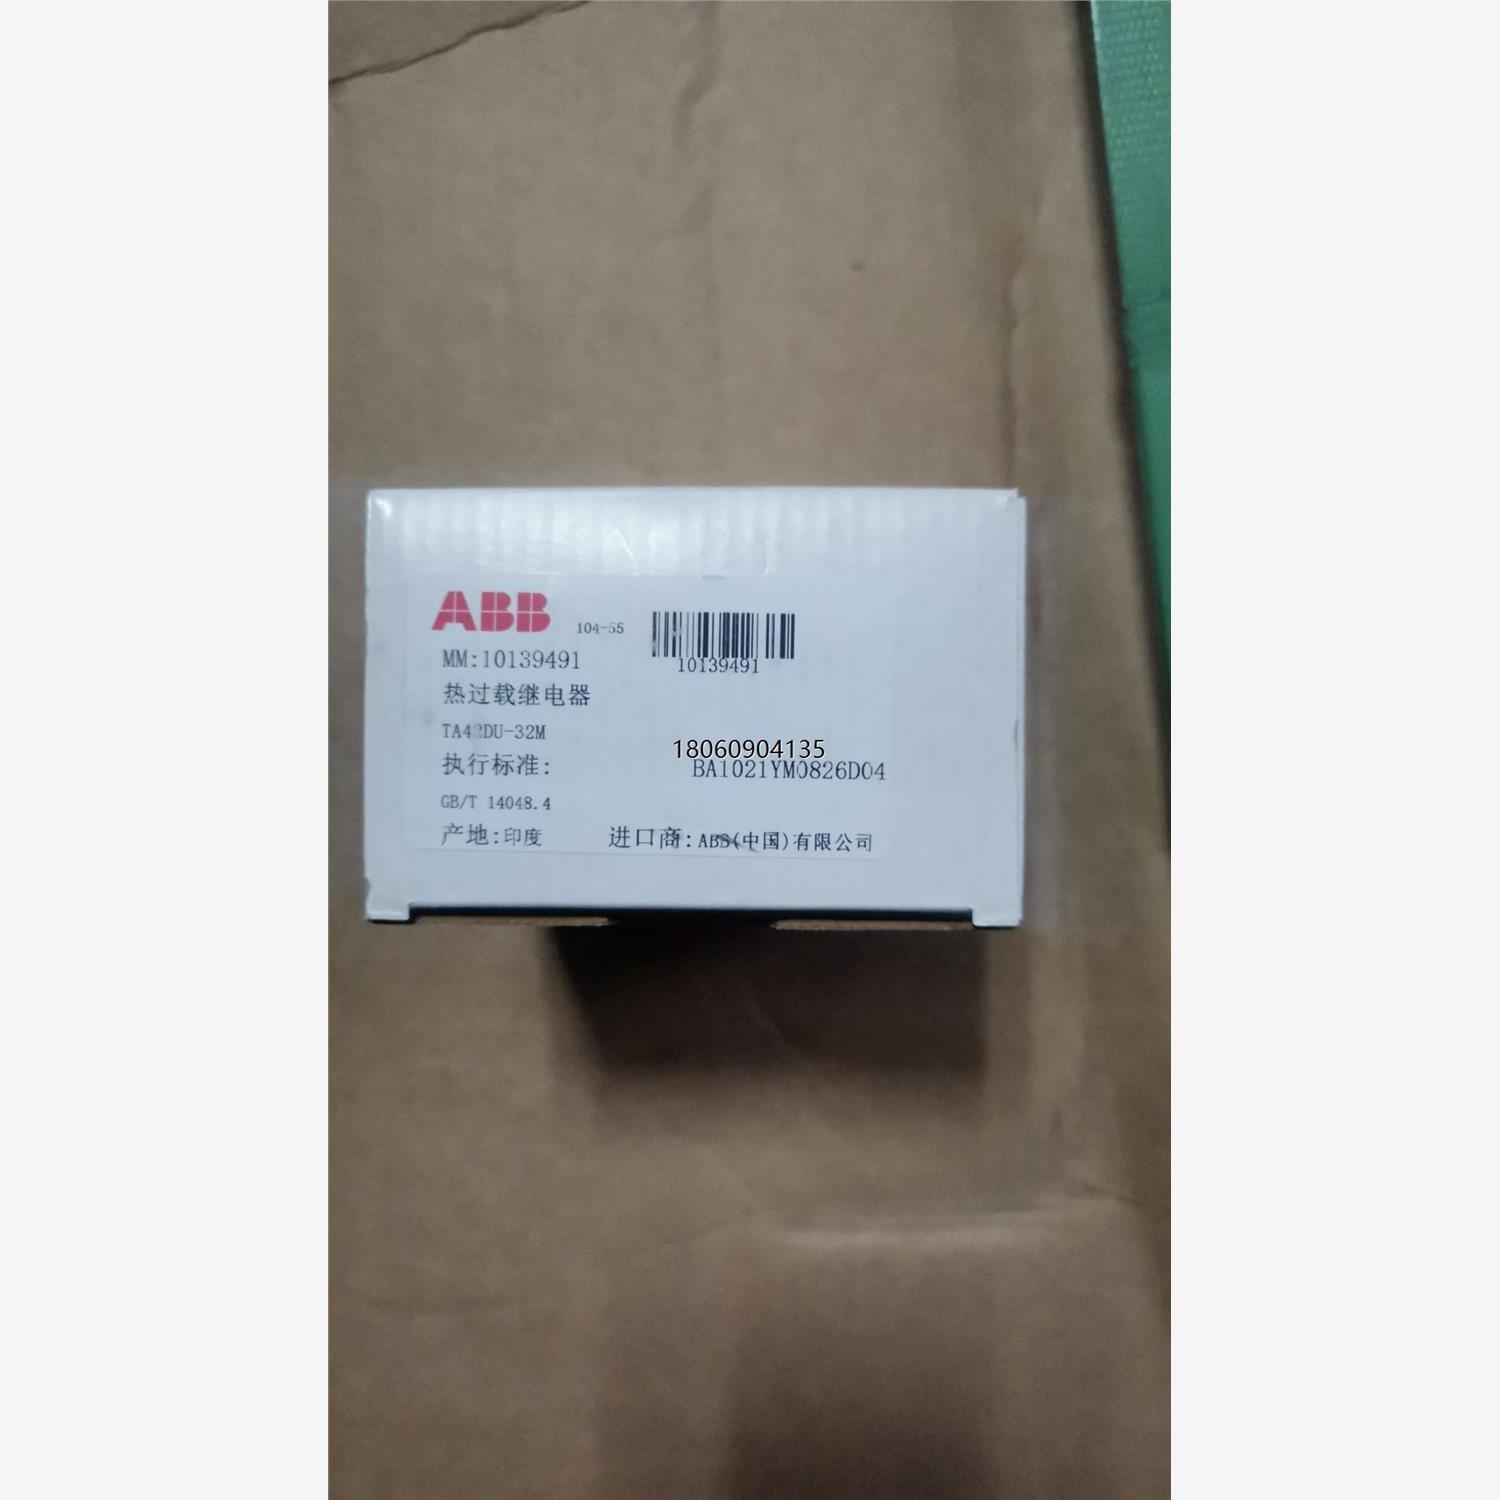 ABB 104-55
10139491
MM:10139491
热过载继电器
TA42DU-32M
18060904135
执行标准:
BA1021YM0826D04
GB/T 14048.4
产地:印度 进口商:ABB(中国)有限公司